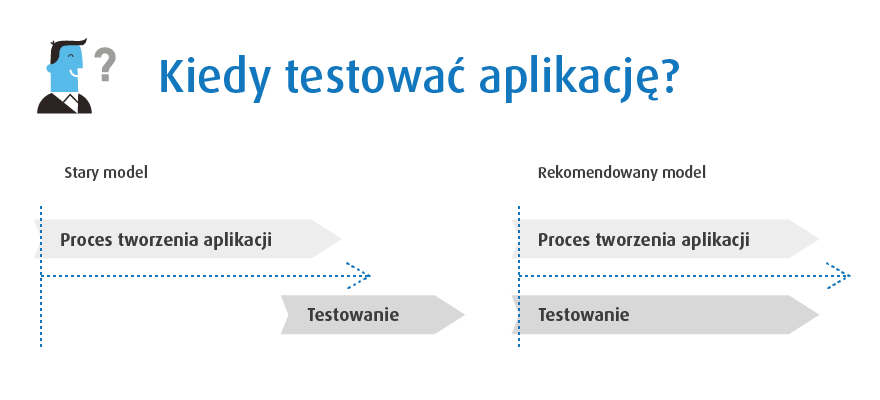 ?
Kiedy testować aplikację?
Stary model
Proces tworzenia aplikacji
Testowanie
Rekomendowany model
Proces tworzenia aplikacji
Testowanie